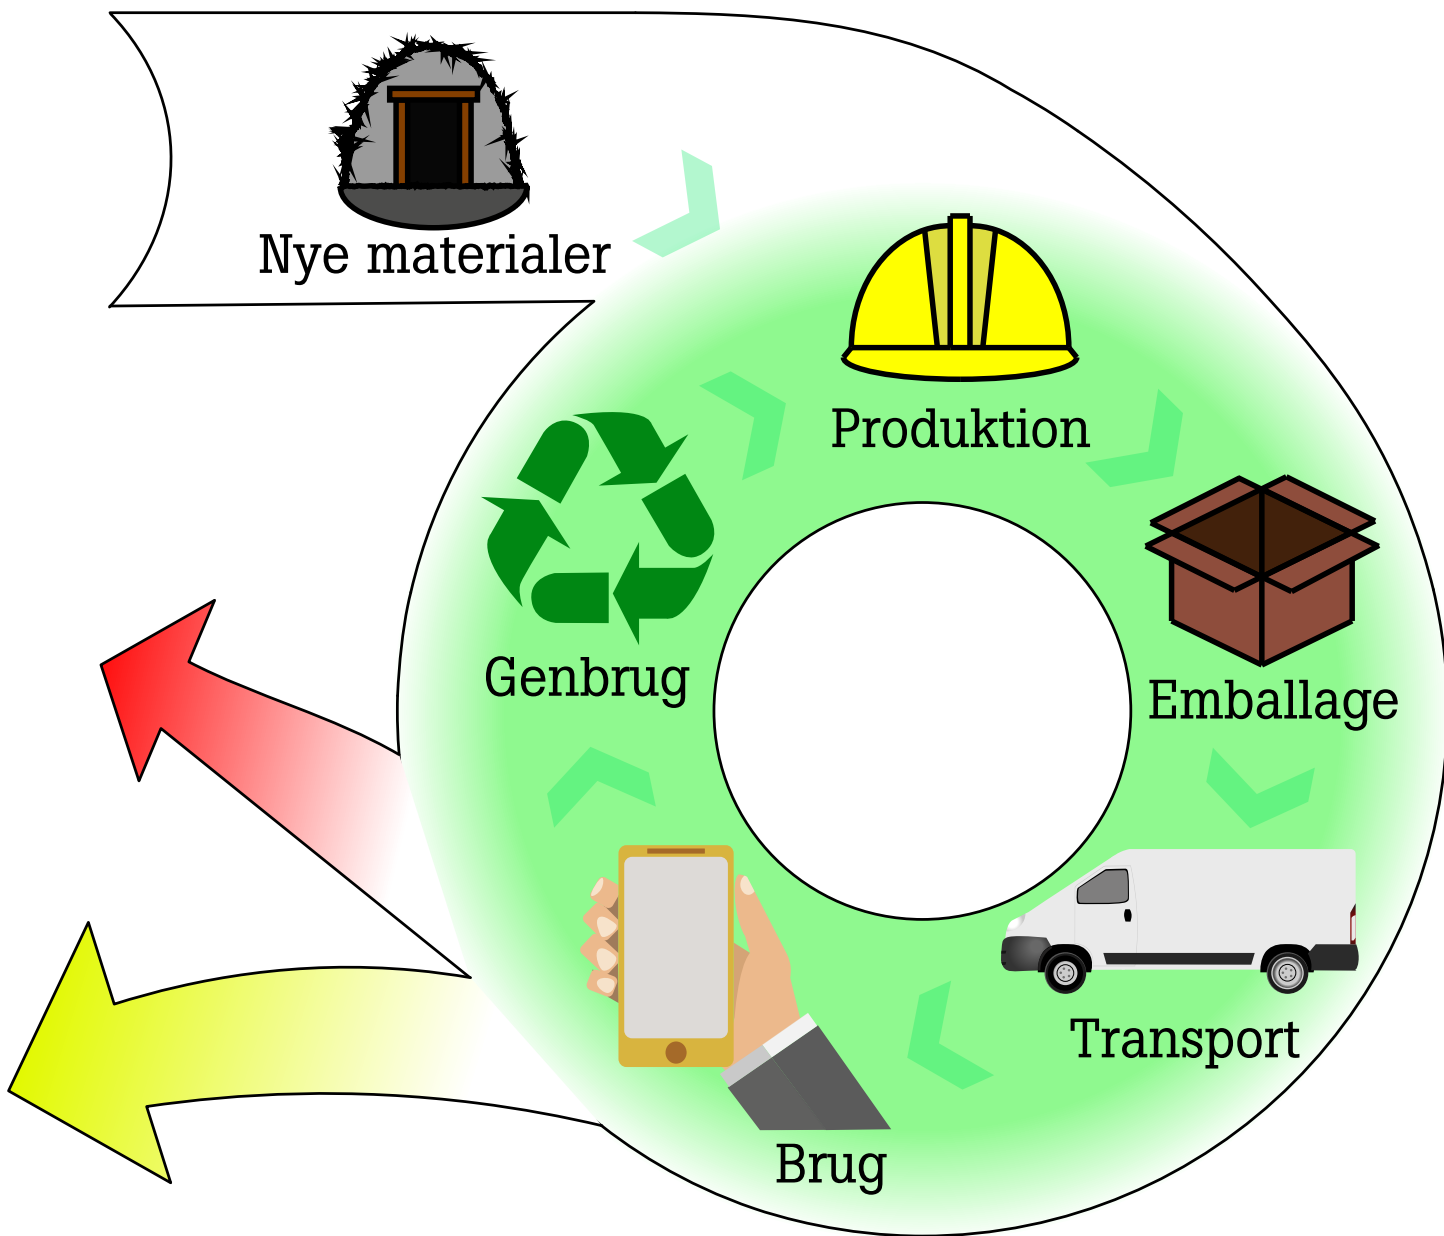 Nye materialer
Produktion
Emballage
Transport
Brug
Genbrug